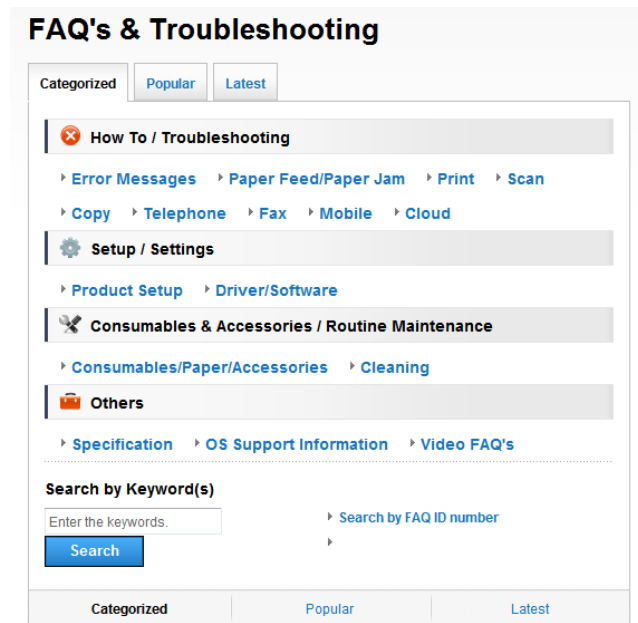 FAQ's & Troubleshooting
Categorized Popular Latest
How To / Troubleshooting
Error Messages Paper Feed/Paper Jam Print Scan
Copy Telephone Fax Mobile Cloud
Setup / Settings
Product Setup Driver/Software
Consumables & Accessories / Routine Maintenance
Consumables/Paper/Accessories Cleaning
Others
Specification OS Support Information Video FAQ's
Search by Keyword(s)
Enter the keywords. Search by FAQ ID number
Search
Categorized Popular Latest